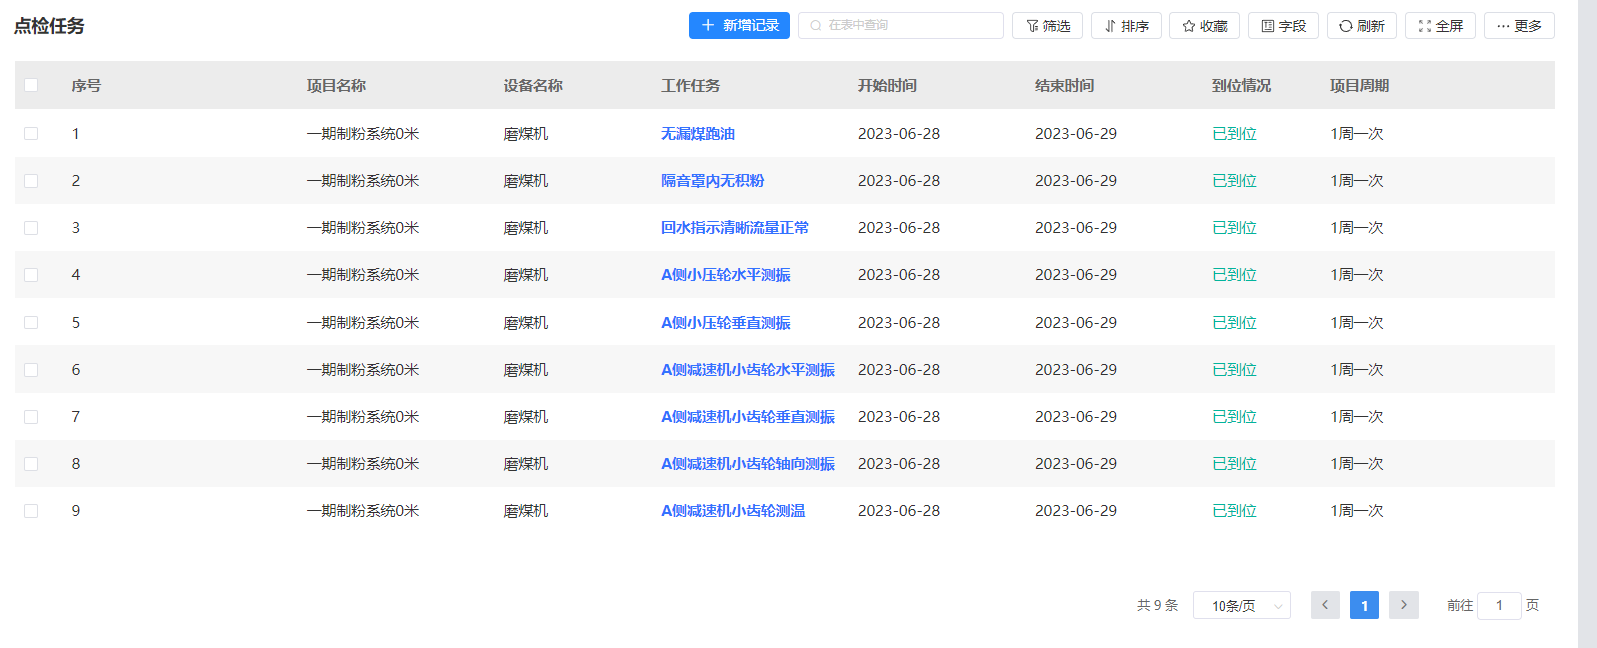 点检任务 新增记录 在表中查询 筛选 排序 收藏 字段 刷新 全屏 ··· 更多
序号 项目名称 设备名称 工作任务 开始时间 结束时间 到位情况 项目周期
1 一期制粉系统0米 磨煤机 无漏煤跑油 2023-06-28 2023-06-29 已到位 1周一次
2 一期制粉系统0米 磨煤机 隔音罩内无积粉 2023-06-28 2023-06-29 已到位 1周一次
3 一期制粉系统0米 磨煤机 回水指示清晰流量正常 2023-06-28 2023-06-29 已到位 1周一次
4 一期制粉系统0米 磨煤机 A侧小压轮水平测振 2023-06-28 2023-06-29 已到位 1周一次
5 一期制粉系统0米 磨煤机 A侧小压轮垂直测振 2023-06-28 2023-06-29 已到位 1周一次
6 一期制粉系统0米 磨煤机 A侧减速机小齿轮水平测振 2023-06-28 2023-06-29 已到位 1周一次
7 一期制粉系统0米 磨煤机 A侧减速机小齿轮垂直测振 2023-06-28 2023-06-29 已到位 1周一次
8 一期制粉系统0米 磨煤机 A侧减速机小齿轮轴向测振 2023-06-28 2023-06-29 已到位 1周一次
9 一期制粉系统0米 磨煤机 A侧减速机小齿轮测温 2023-06-28 2023-06-29 已到位 1周一次
共 9 条 10条/页 1 前往 1 页